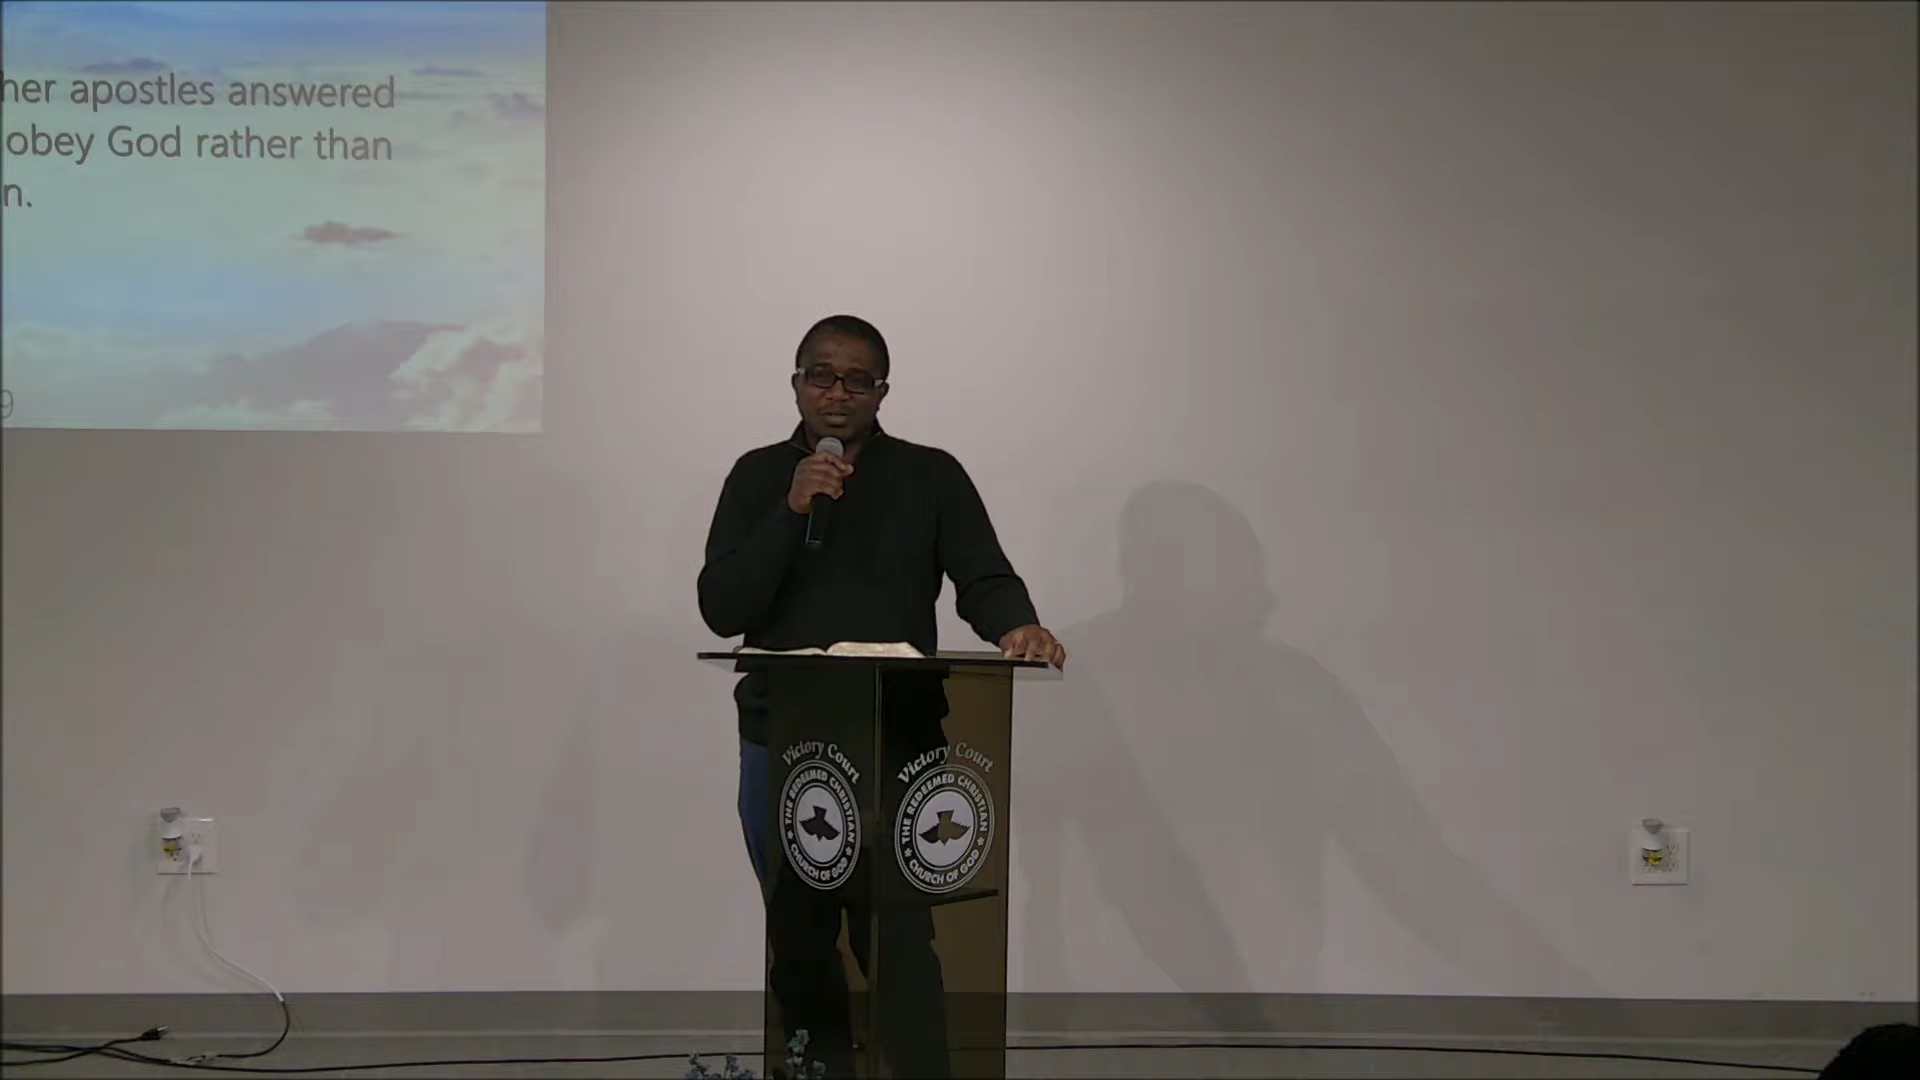 her apostles answered
obey God rather than
n.
9
Victory Court
THE REDEEMED CHRISTIAN
CHURCH OF GOD
Victory Court
THE REDEEMED CHRISTIAN
CHURCH OF GOD